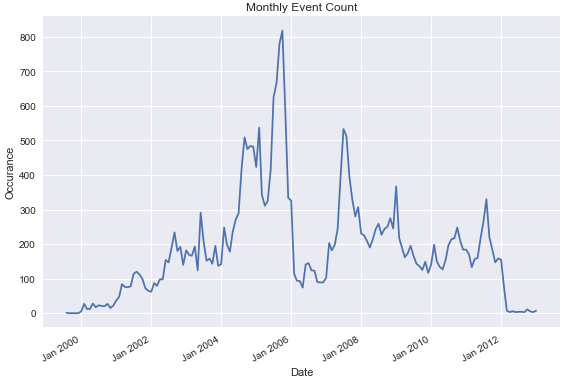 Monthly Event Count
800
700
600
500
400
300
200
100
0
Occurance
Jan 2000
Jan 2002
Jan 2004
Jan 2006
Jan 2008
Jan 2010
Jan 2012
Date